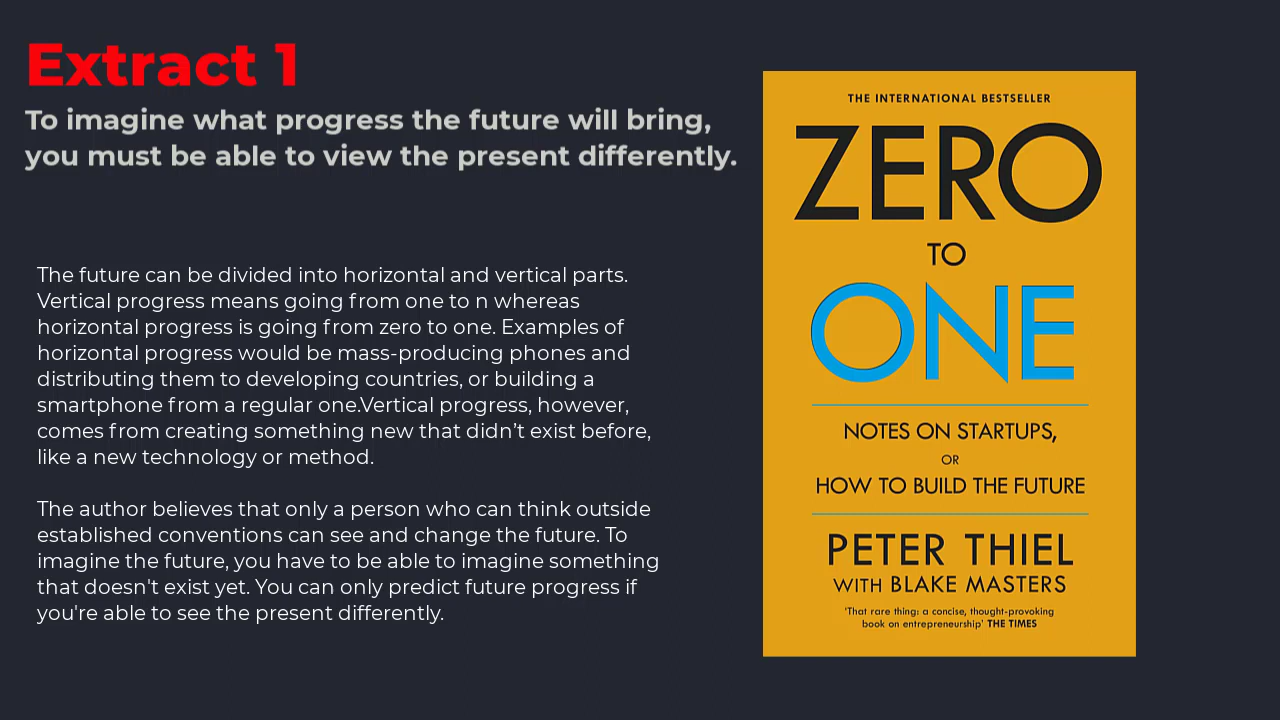 Extract 1
To imagine what progress the future will bring,
you must be able to view the present differently.
The future can be divided into horizontal and vertical parts.
Vertical progress means going from one to n whereas
horizontal progress is going from zero to one. Examples of
horizontal progress would be mass-producing phones and
distributing them to developing countries, or building a
smartphone from a regular one.Vertical progress, however,
comes from creating something new that didn’t exist before,
like a new technology or method.
The author believes that only a person who can think outside
established conventions can see and change the future. To
imagine the future, you have to be able to imagine something
that doesn't exist yet. You can only predict future progress if
you're able to see the present differently.
THE INTERNATIONAL BESTSELLER
ZERO
TO
ONE
NOTES ON STARTUPS,
OR
HOW TO BUILD THE FUTURE
PETER THIEL
WITH BLAKE MASTERS
'That rare thing: a concise, thought-provoking
book on entrepreneurship' THE TIMES